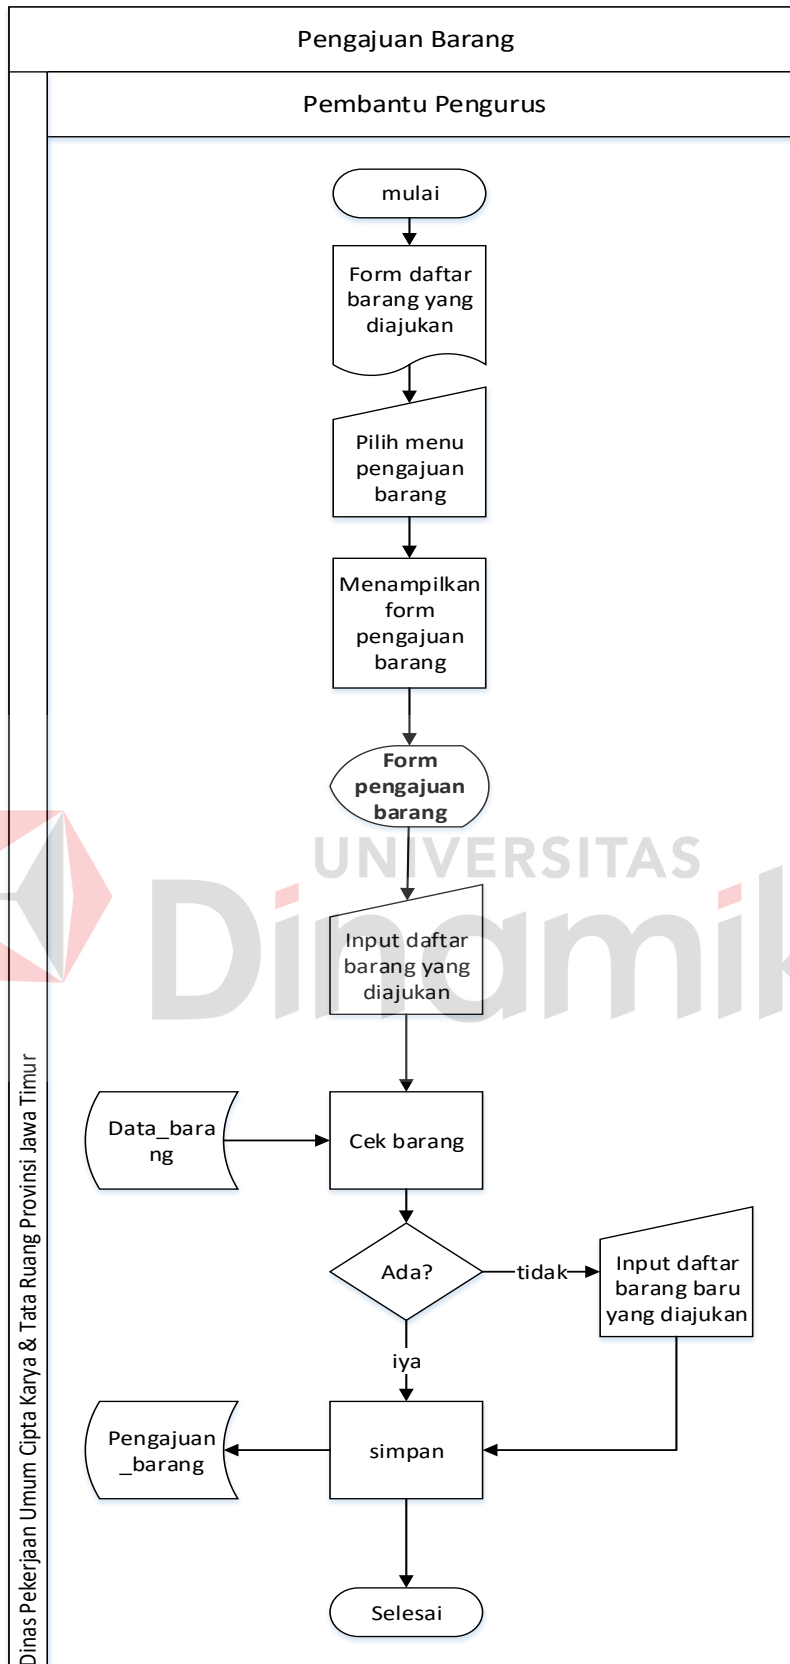 Pengajuan Barang
Pembantu Pengurus
Dinas Pekerjaan Umum Cipta Karya & Tata Ruang Provinsi Jawa Timur
mulai
Form daftar
barang yang
diajukan
Pilih menu
pengajuan
barang
Menampilkan
form
pengajuan
barang
Form
pengajuan
barang
UNIVERSITAS
Dinamik
Input daftar
barang yang
diajukan
Data_bara
ng
Cek barang
Ada?
tidak
Input daftar
barang baru
yang diajukan
iya
Pengajuan
_barang
simpan
Selesai